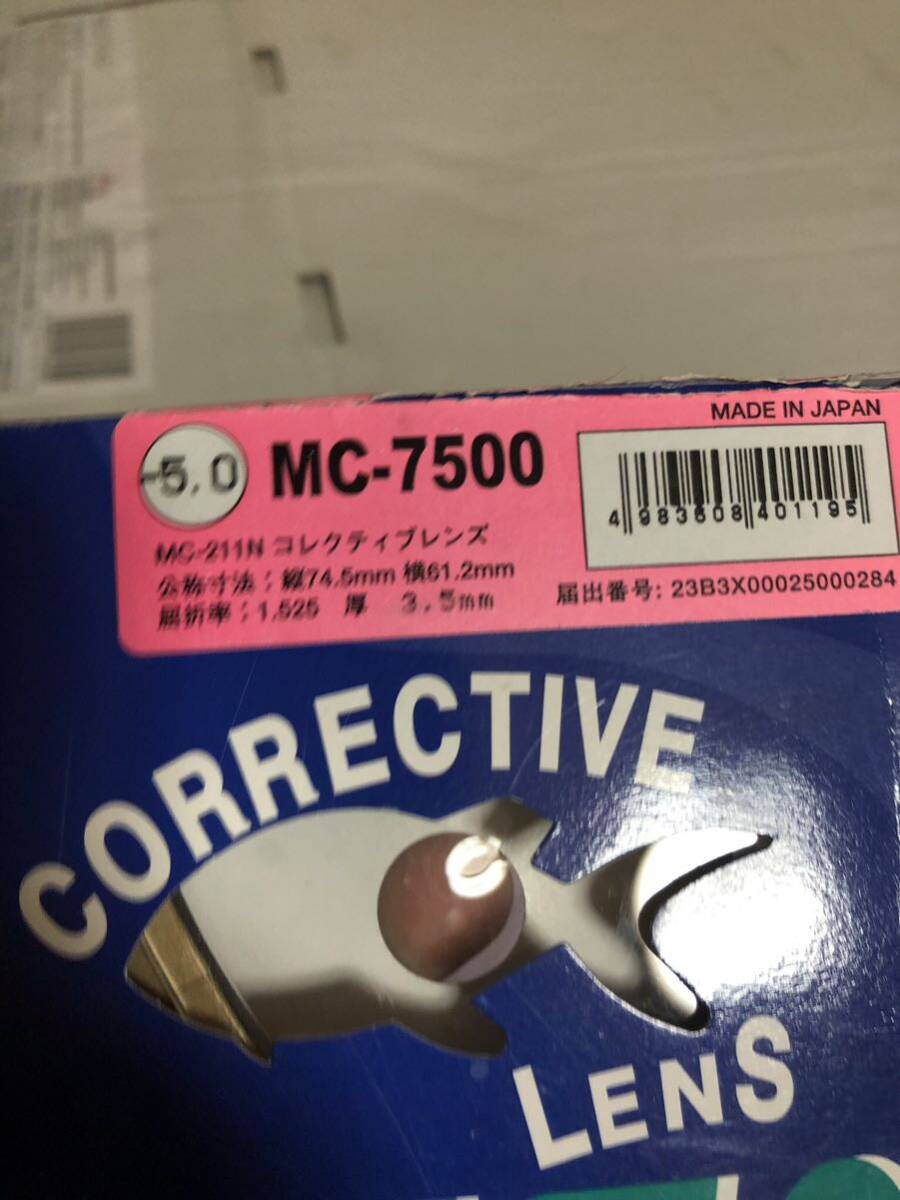 MADE IN JAPAN
-5.0 MC-7500
4 983608 401195
MC-211N コレクティブレンズ
公称寸法：縦74.5mm 横61.2mm
屈折率：1.525 厚 3.5mm
届出番号: 23B3X00025000284
CORRECTIVE
LENS